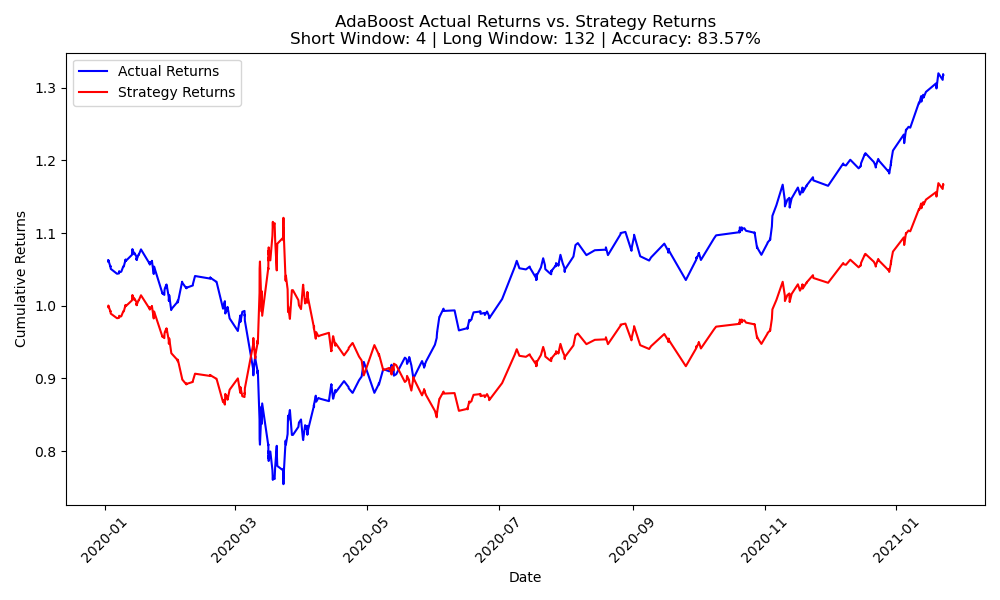 AdaBoost Actual Returns vs. Strategy Returns
Short Window: 4 | Long Window: 132 | Accuracy: 83.57%
Actual Returns
Strategy Returns
Cumulative Returns
1.3
1.2
1.1
1.0
0.9
0.8
2020-01
2020-03
2020-05
2020-07
2020-09
2020-11
2021-01
Date